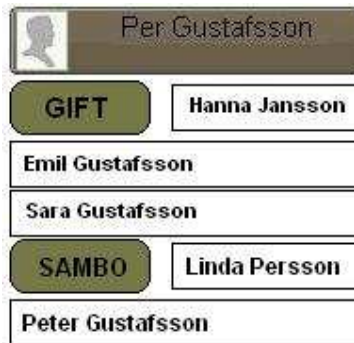 Per Gustafsson
GIFT Hanna Jansson
Emil Gustafsson
Sara Gustafsson
SAMBO Linda Persson
Peter Gustafsson